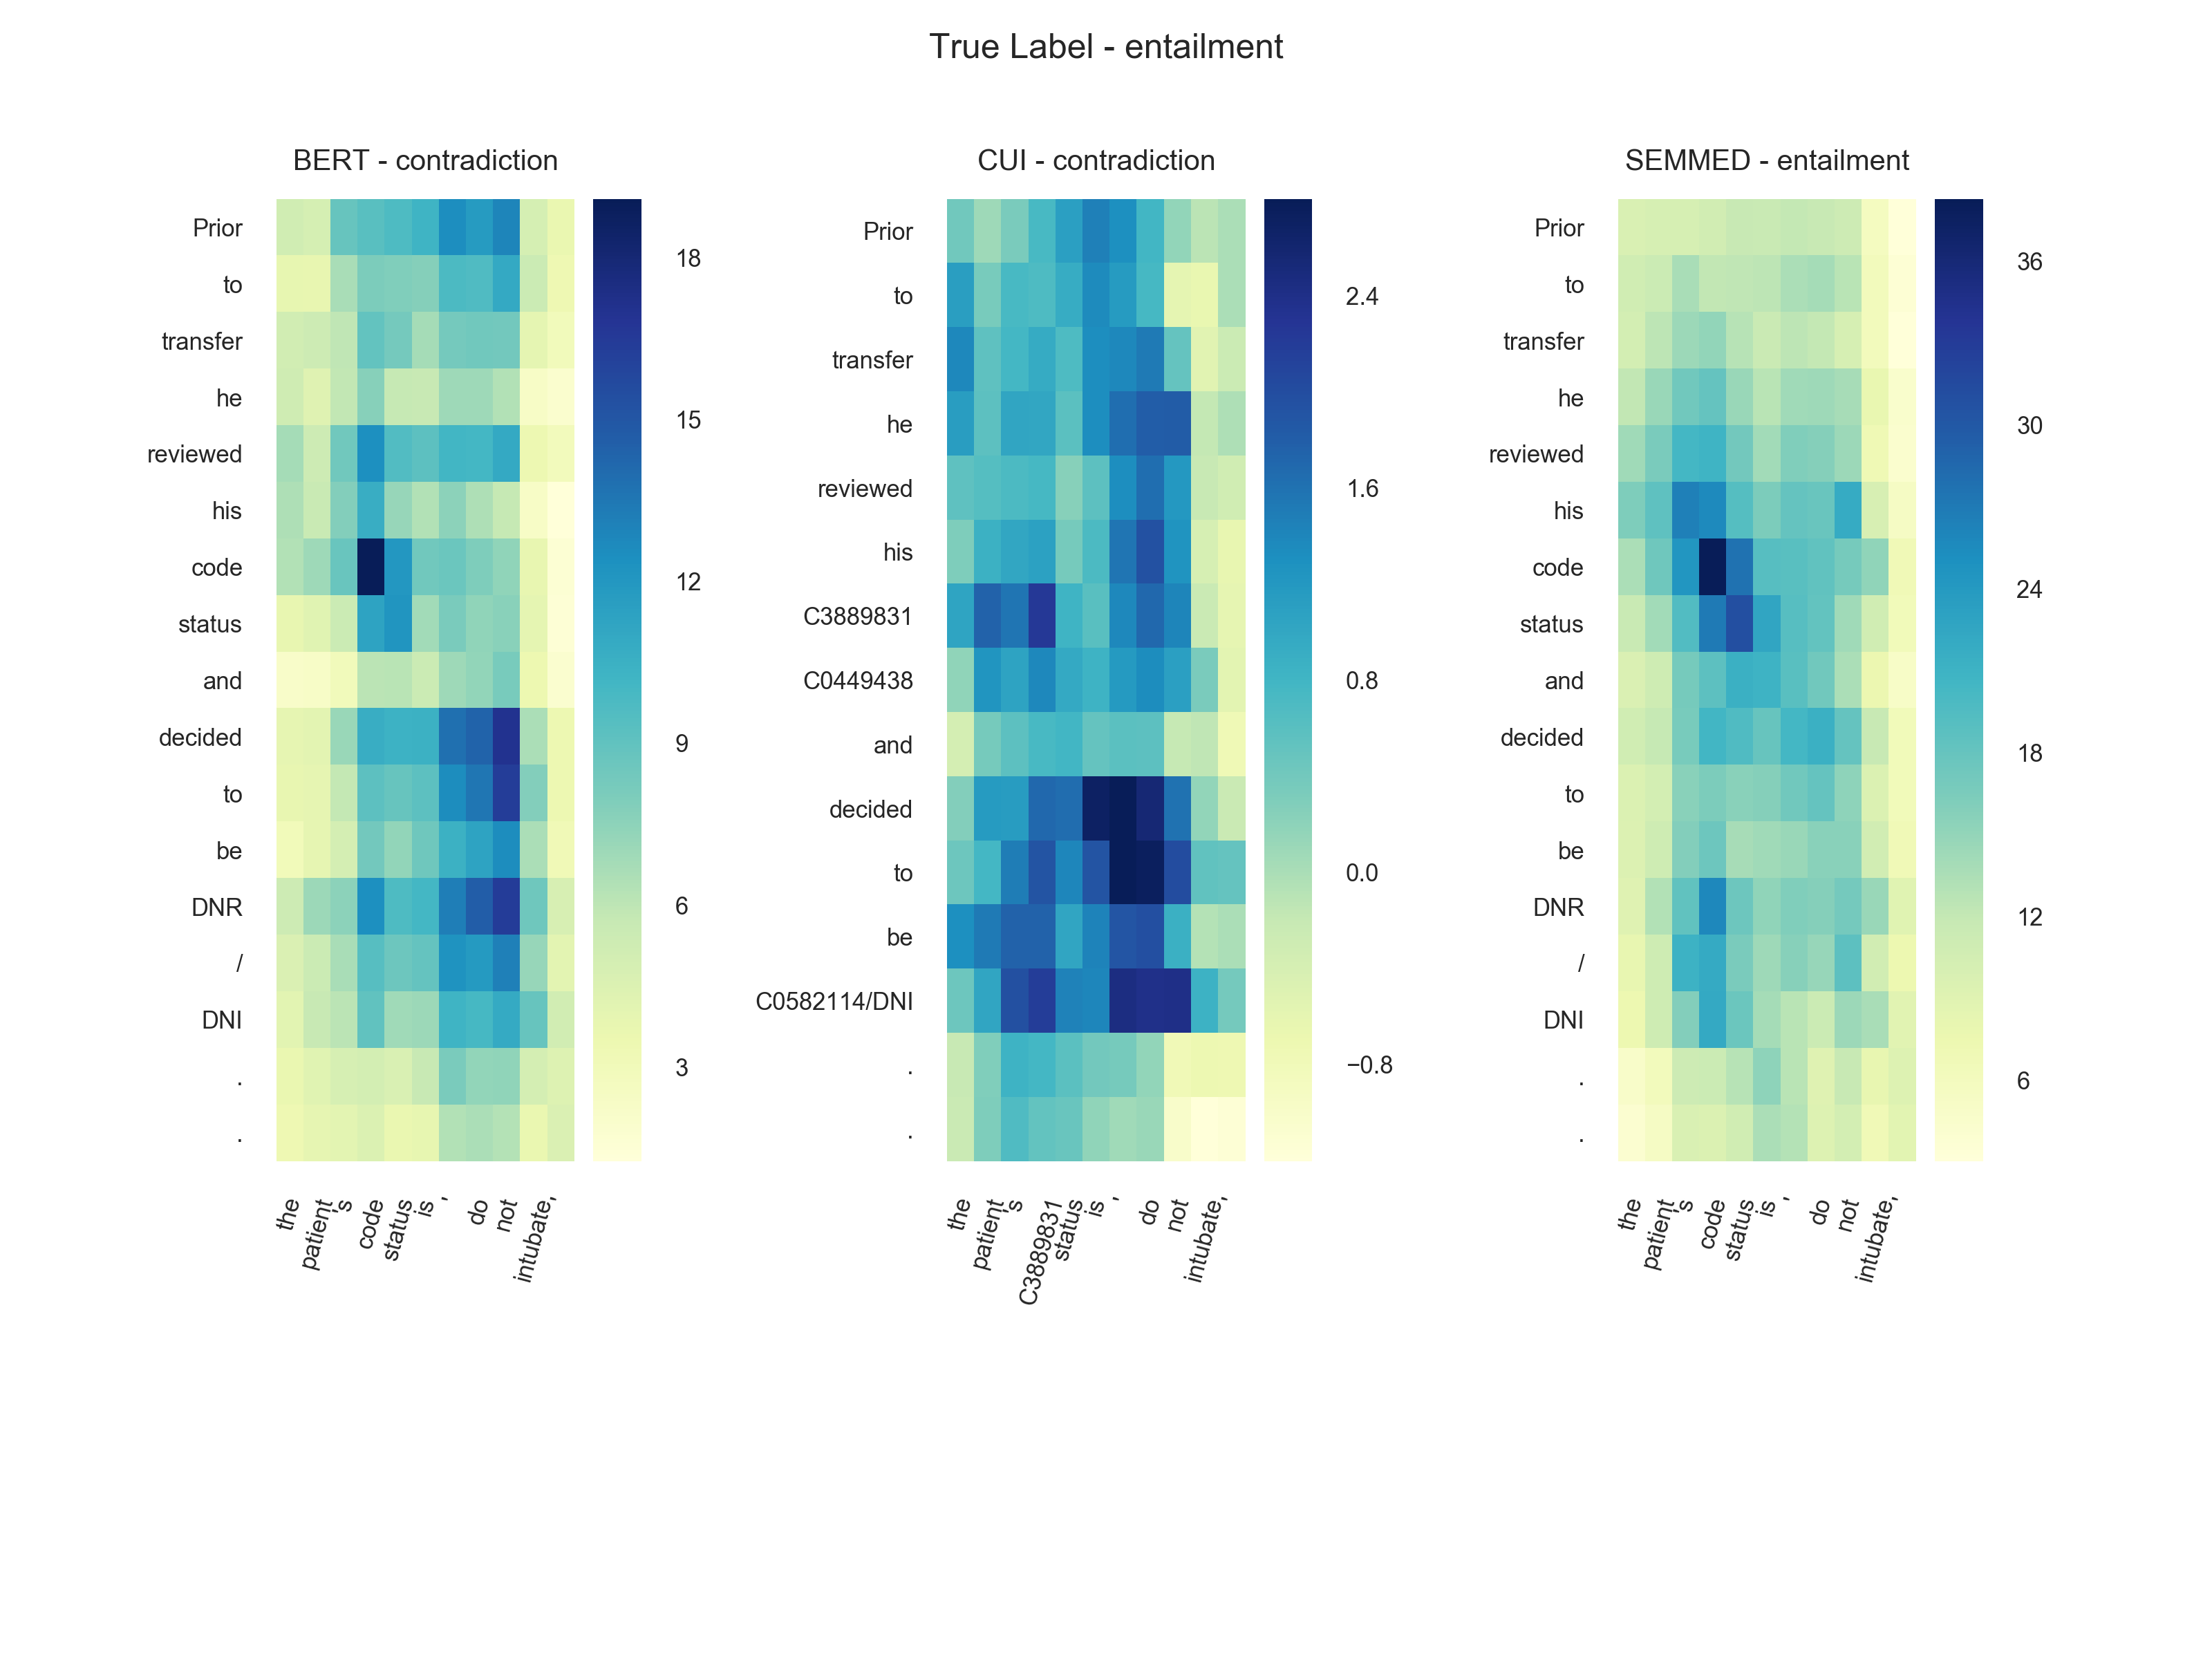 True Label - entailment
BERT - contradiction
Prior
to
transfer
he
reviewed
his
code
status
and
decided
to
be
DNR
/
DNI
.
.
18
15
12
9
6
3
the
patient
's
code
status
is
,
do
not
intubate
,
CUI - contradiction
Prior
to
transfer
he
reviewed
his
C3889831
C0449438
and
decided
to
be
C0582114/DNI
.
.
2.4
1.6
0.8
0.0
−0.8
the
patient
's
C3889831
status
is
,
do
not
intubate
,
SEMMED - entailment
Prior
to
transfer
he
reviewed
his
code
status
and
decided
to
be
DNR
/
DNI
.
.
36
30
24
18
12
6
the
patient
's
code
status
is
,
do
not
intubate
,